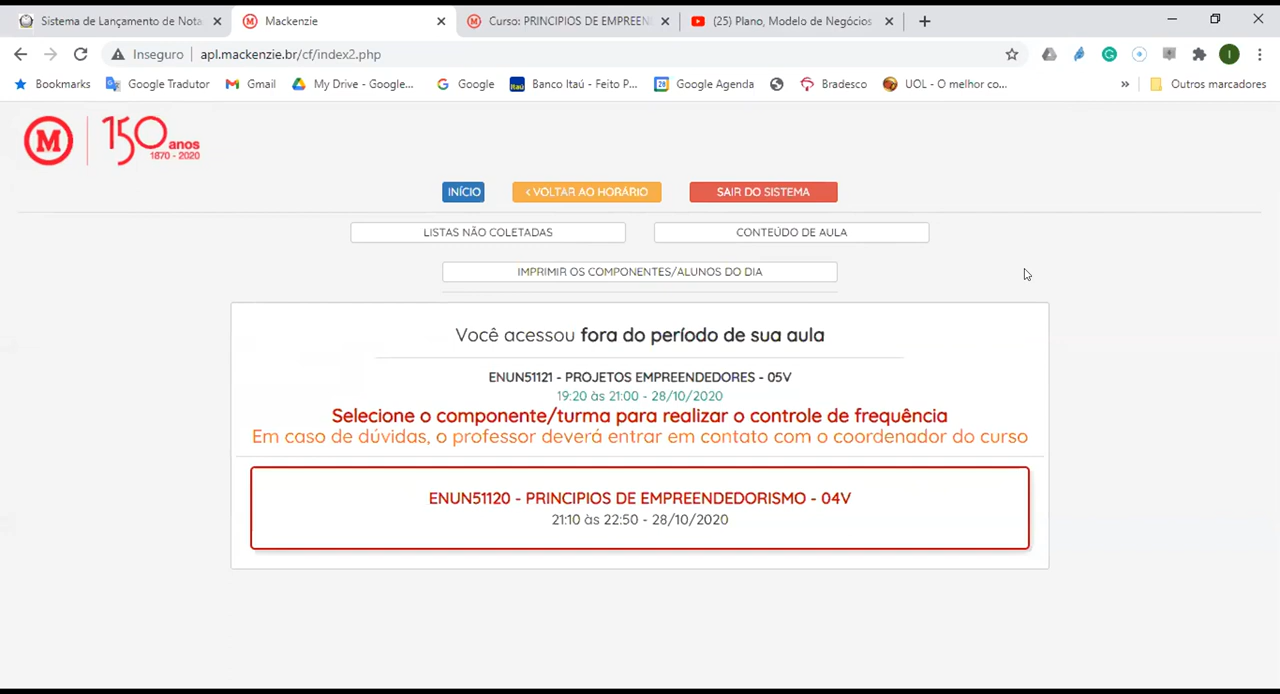 Sistema de Lançamento de Nota
Mackenzie
Curso: PRINCIPIOS DE EMPREEN
(25) Plano, Modelo de Negócios
Inseguro
apl.mackenzie.br/cf/index2.php
I
Bookmarks
Google Tradutor
Gmail
My Drive - Google...
Google
Banco Itaú - Feito P...
Google Agenda
Bradesco
UOL - O melhor co...
»
Outros marcadores
M
150 anos
1870 - 2020
INÍCIO
< VOLTAR AO HORÁRIO
SAIR DO SISTEMA
LISTAS NÃO COLETADAS
CONTEÚDO DE AULA
IMPRIMIR OS COMPONENTES/ALUNOS DO DIA
Você acessou fora do período de sua aula
ENUN51121 - PROJETOS EMPREENDEDORES - 05V
19:20 às 21:00 - 28/10/2020
Selecione o componente/turma para realizar o controle de frequência
Em caso de dúvidas, o professor deverá entrar em contato com o coordenador do curso
ENUN51120 - PRINCIPIOS DE EMPREENDEDORISMO - 04V
21:10 às 22:50 - 28/10/2020